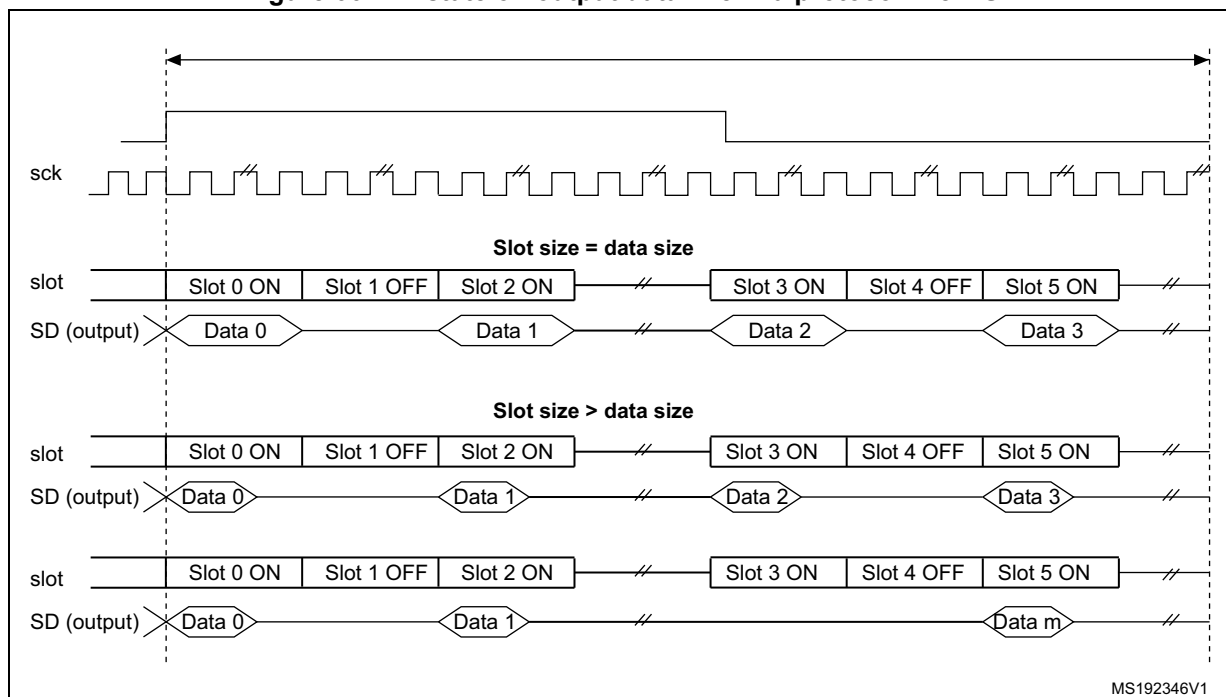 sck
Slot size = data size
slot Slot 0 ON Slot 1 OFF Slot 2 ON Slot 3 ON Slot 4 OFF Slot 5 ON
SD (output) Data 0 Data 1 Data 2 Data 3
Slot size > data size
slot Slot 0 ON Slot 1 OFF Slot 2 ON Slot 3 ON Slot 4 OFF Slot 5 ON
SD (output) Data 0 Data 1 Data 2 Data 3
slot Slot 0 ON Slot 1 OFF Slot 2 ON Slot 3 ON Slot 4 OFF Slot 5 ON
SD (output) Data 0 Data 1 Data m
MS192346V1